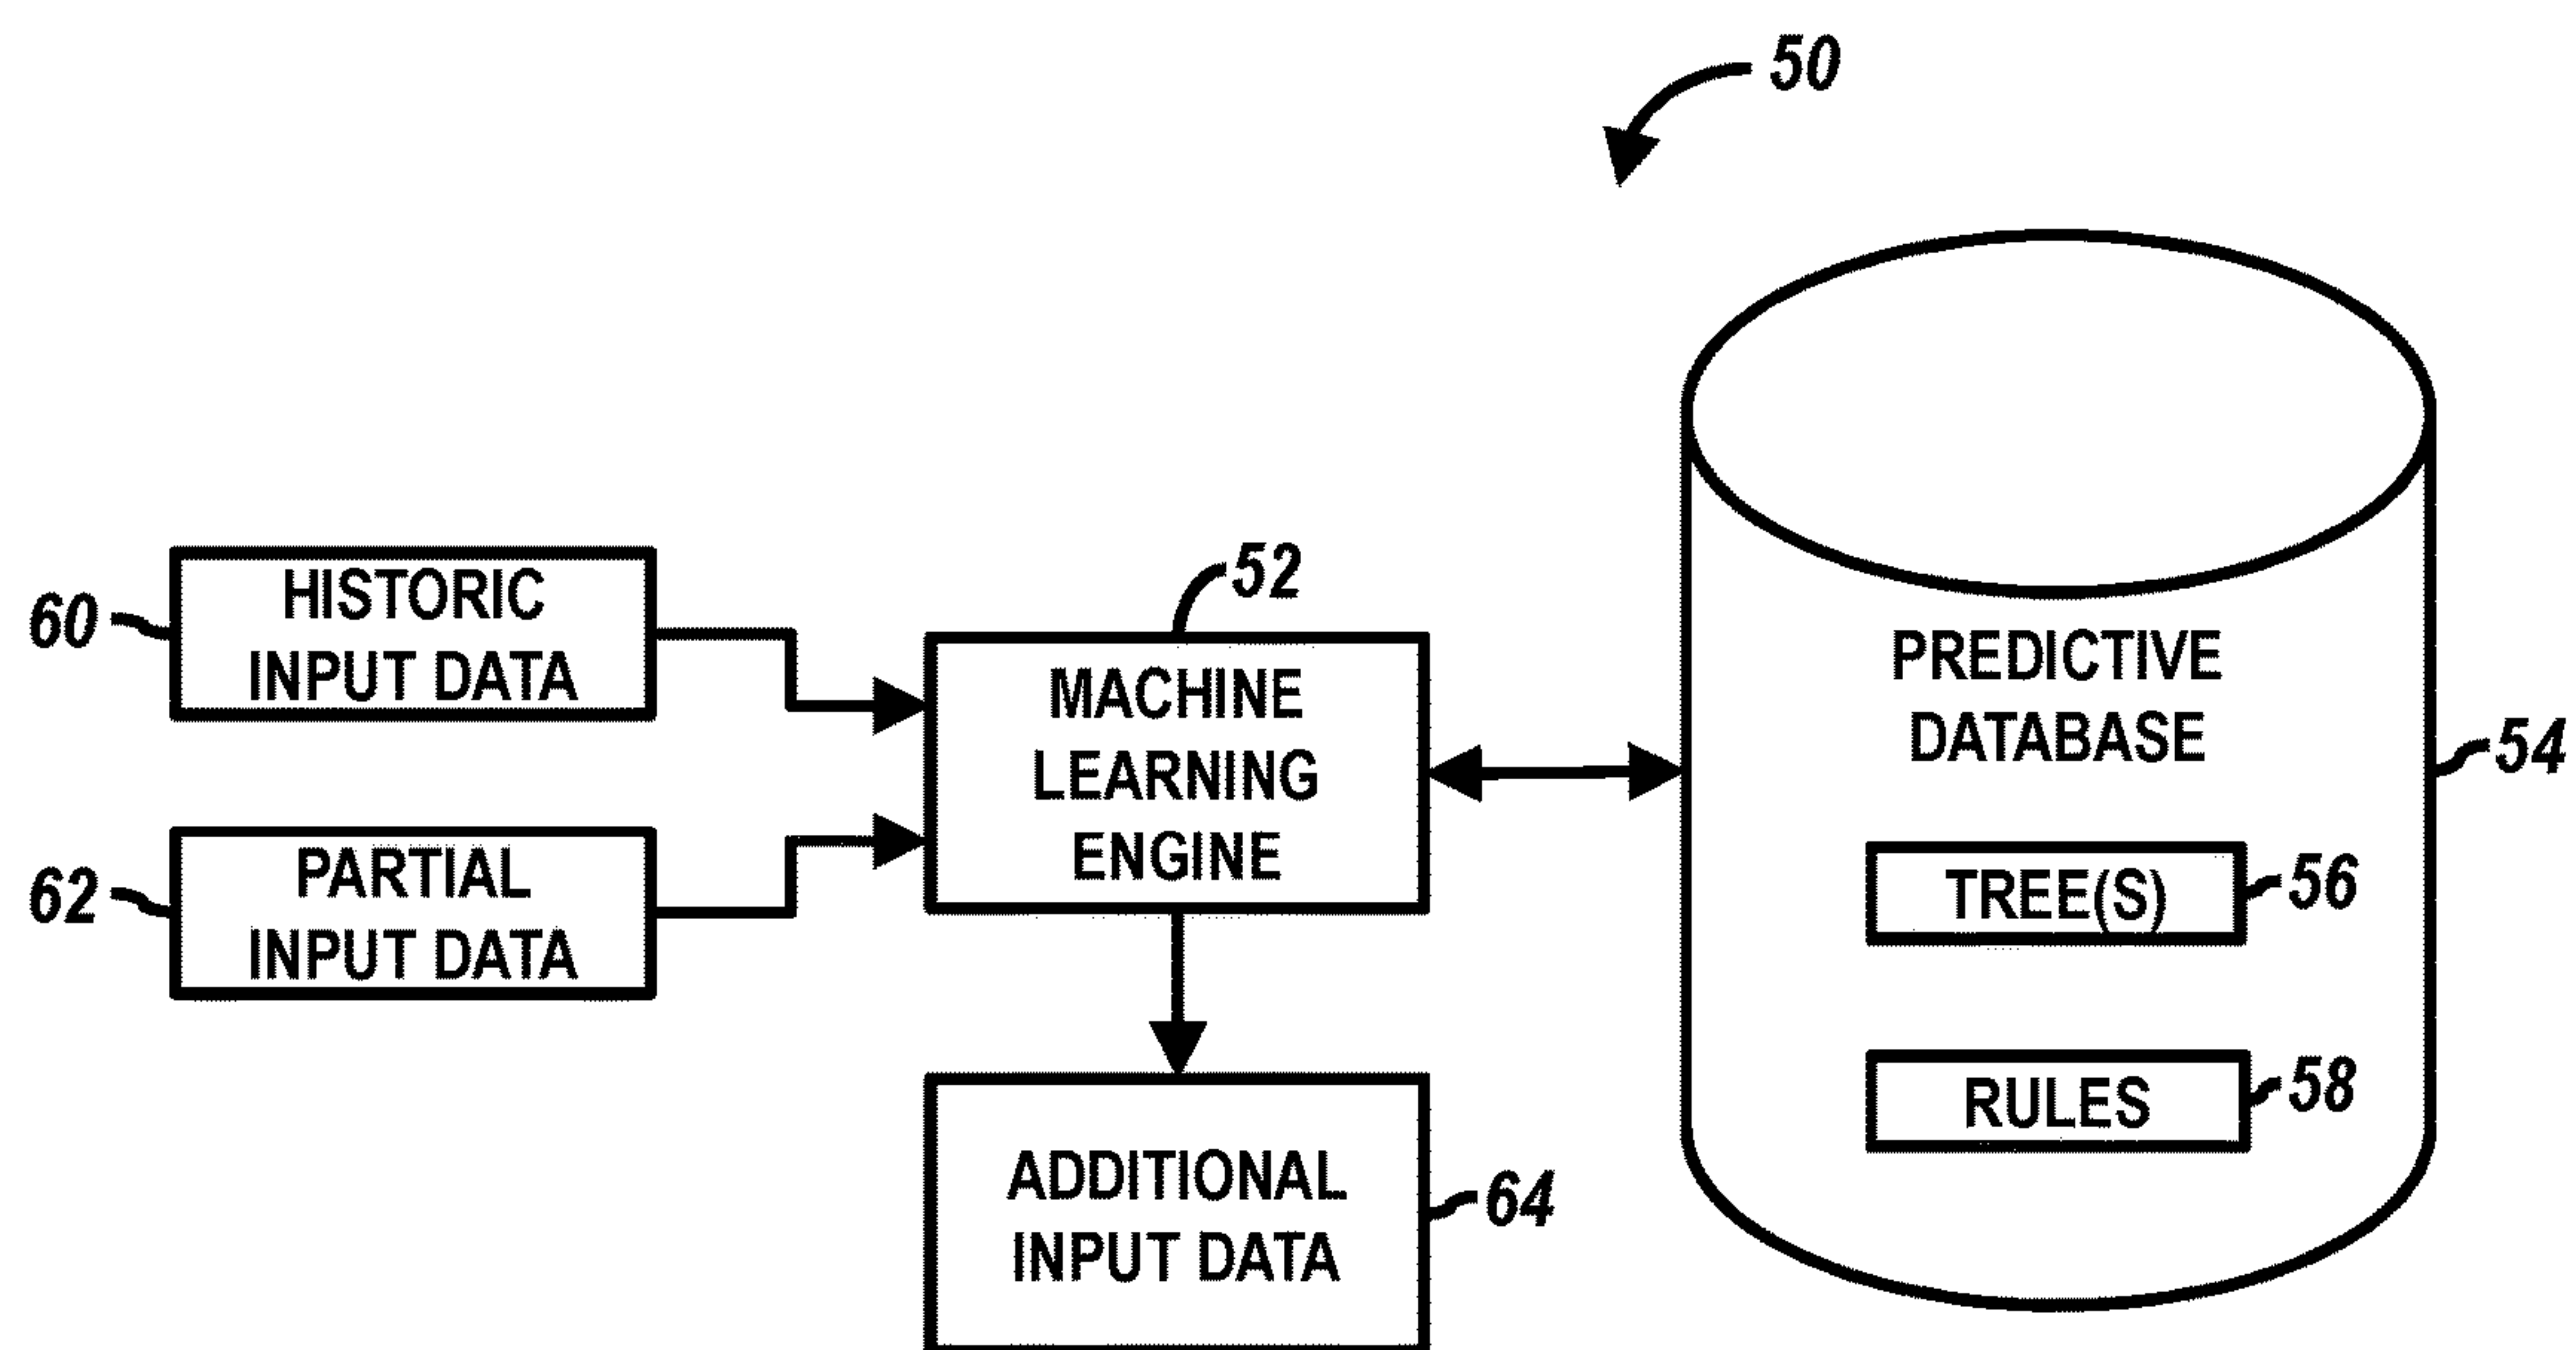 50
60
HISTORIC
INPUT DATA
62
PARTIAL
INPUT DATA
52
MACHINE
LEARNING
ENGINE
ADDITIONAL
INPUT DATA
64
PREDICTIVE
DATABASE
54
TREE(S)
56
RULES
58